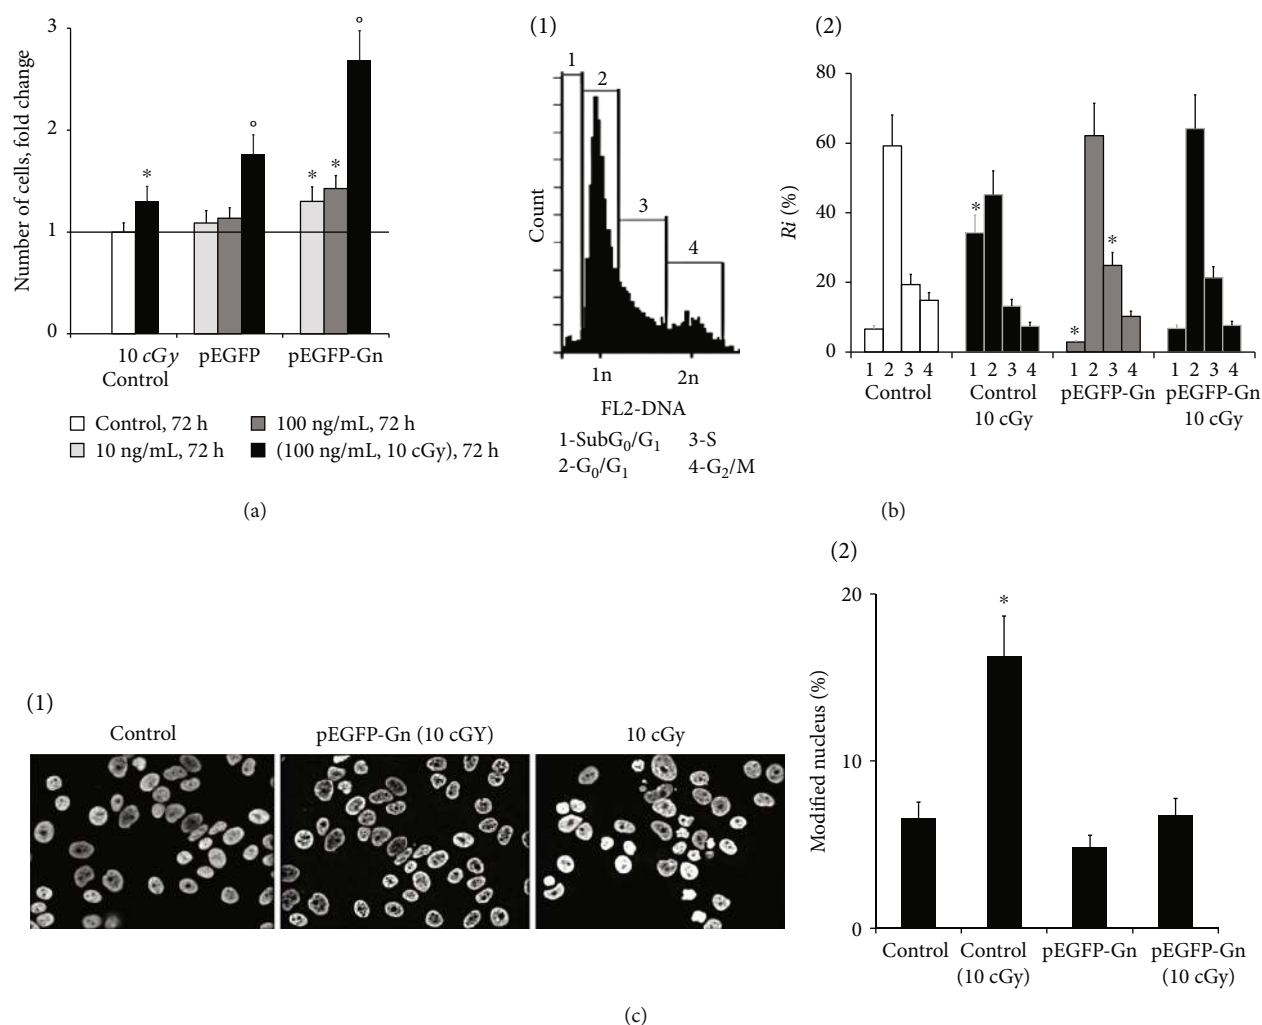 Number of cells, fold change
3
2
1
0
*
°
* *
°
10 cGy
Control
pEGFP
pEGFP-Gn
Control, 72 h
100 ng/mL, 72 h
10 ng/mL, 72 h
(100 ng/mL, 10 cGy), 72 h
(a)
(1)
Count
1
2
3
4
1n
2n
FL2-DNA
1-SubG0/G1
3-S
2-G0/G1
4-G2/M
(2)
Ri (%)
80
60
40
20
0
*
*
*
1 2 3 4
1 2 3 4
1 2 3 4
1 2 3 4
Control
Control
10 cGy
pEGFP-Gn
pEGFP-Gn
10 cGy
(b)
(1)
Control
pEGFP-Gn (10 cGY)
10 cGy
(2)
Modified nucleus (%)
20
10
0
*
Control
Control
(10 cGy)
pEGFP-Gn
pEGFP-Gn
(10 cGy)
(c)